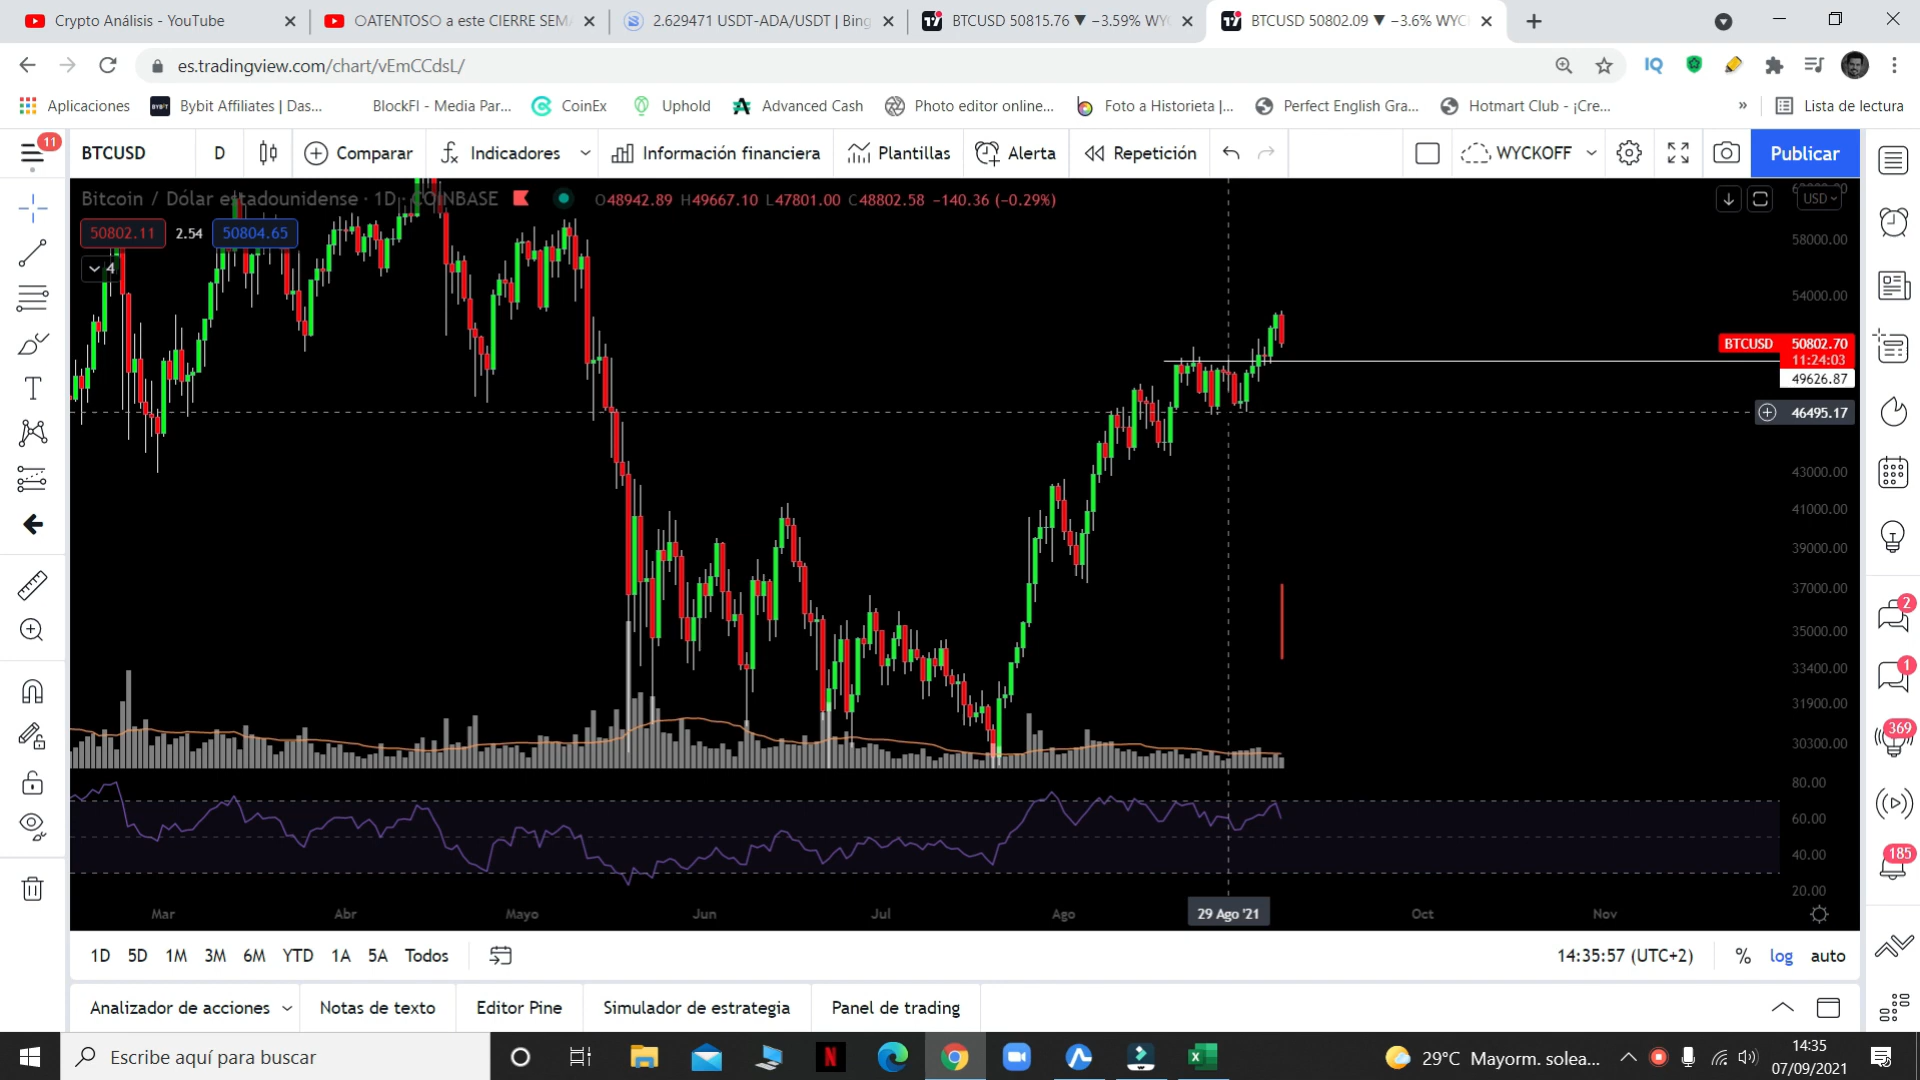 Crypto Análisis - YouTube
OATENTOSO a este CIERRE SEM
2.629471 USDT-ADA/USDT | Bing
BTCUSD 50815.76 ▼ −3.59% WY
BTCUSD 50802.09 ▼ −3.6% WYC
es.tradingview.com/chart/vEmCCdsL/
Aplicaciones
Bybit Affiliates | Das...
BlockFi - Media Par...
CoinEx
Uphold
Advanced Cash
Photo editor online...
Foto a Historieta |...
Perfect English Gra...
Hotmart Club - ¡Cre...
»
Lista de lectura
11
BTCUSD
D
Comparar
Indicadores
Información financiera
Plantillas
Alerta
Repetición
WYCKOFF
Publicar
Bitcoin / Dólar estadounidense · 1D · COINBASE
O48942.89 H49667.10 L47801.00 C48802.58 −140.36 (−0.29%)
USD
50802.11 2.54 50804.65
4
58000.00
54000.00
BTCUSD 50802.70
11:24:03
49626.87
46495.17
43000.00
41000.00
39000.00
37000.00
35000.00
33400.00
31900.00
30300.00
80.00
60.00
40.00
20.00
Mar
Abr
Mayo
Jun
Jul
Ago
29 Ago '21
Oct
Nov
2
1
369
185
1D 5D 1M 3M 6M YTD 1A 5A Todos
14:35:57 (UTC+2)
% log auto
Analizador de acciones
Notas de texto
Editor Pine
Simulador de estrategia
Panel de trading
Escribe aquí para buscar
29°C Mayorm. solea...
14:35
07/09/2021